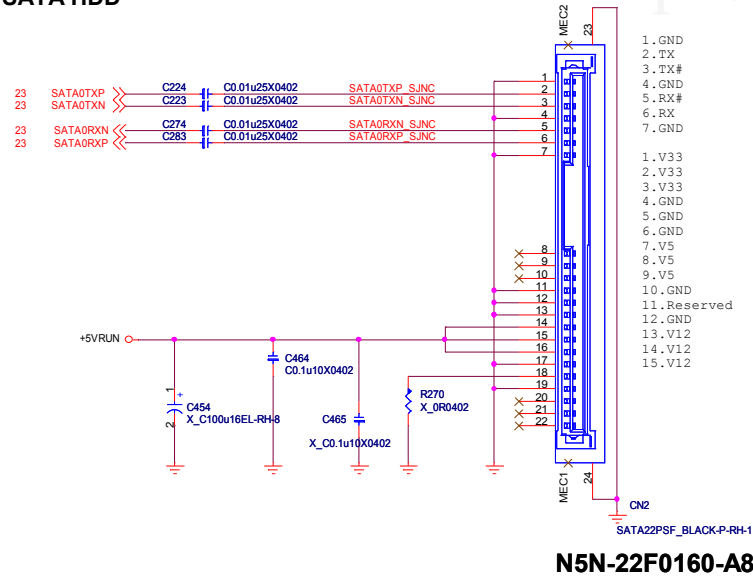 SATA HDD
MEC2
23
1.GND
2.TX
3.TX#
4.GND
5.RX#
6.RX
7.GND
1.V33
2.V33
3.V33
4.GND
5.GND
6.GND
7.V5
8.V5
9.V5
10.GND
11.Reserved
12.GND
13.V12
14.V12
15.V12
23 SATA0TXP C224 C0.01u25X0402 SATA0TXP_SJNC
23 SATA0TXN C223 C0.01u25X0402 SATA0TXN_SJNC
23 SATA0RXN C274 C0.01u25X0402 SATA0RXN_SJNC
23 SATA0RXP C283 C0.01u25X0402 SATA0RXP_SJNC
1
2
3
4
5
6
7
8
9
10
11
12
13
14
15
16
17
18
19
20
21
22
+5VRUN
C464
C0.1u10X0402
1
+
C454
X_C100u16EL-RH-8
2
C465
X_C0.1u10X0402
R270
X_0R0402
MEC1
24
CN2
SATA22PSF_BLACK-P-RH-1
N5N-22F0160-A8